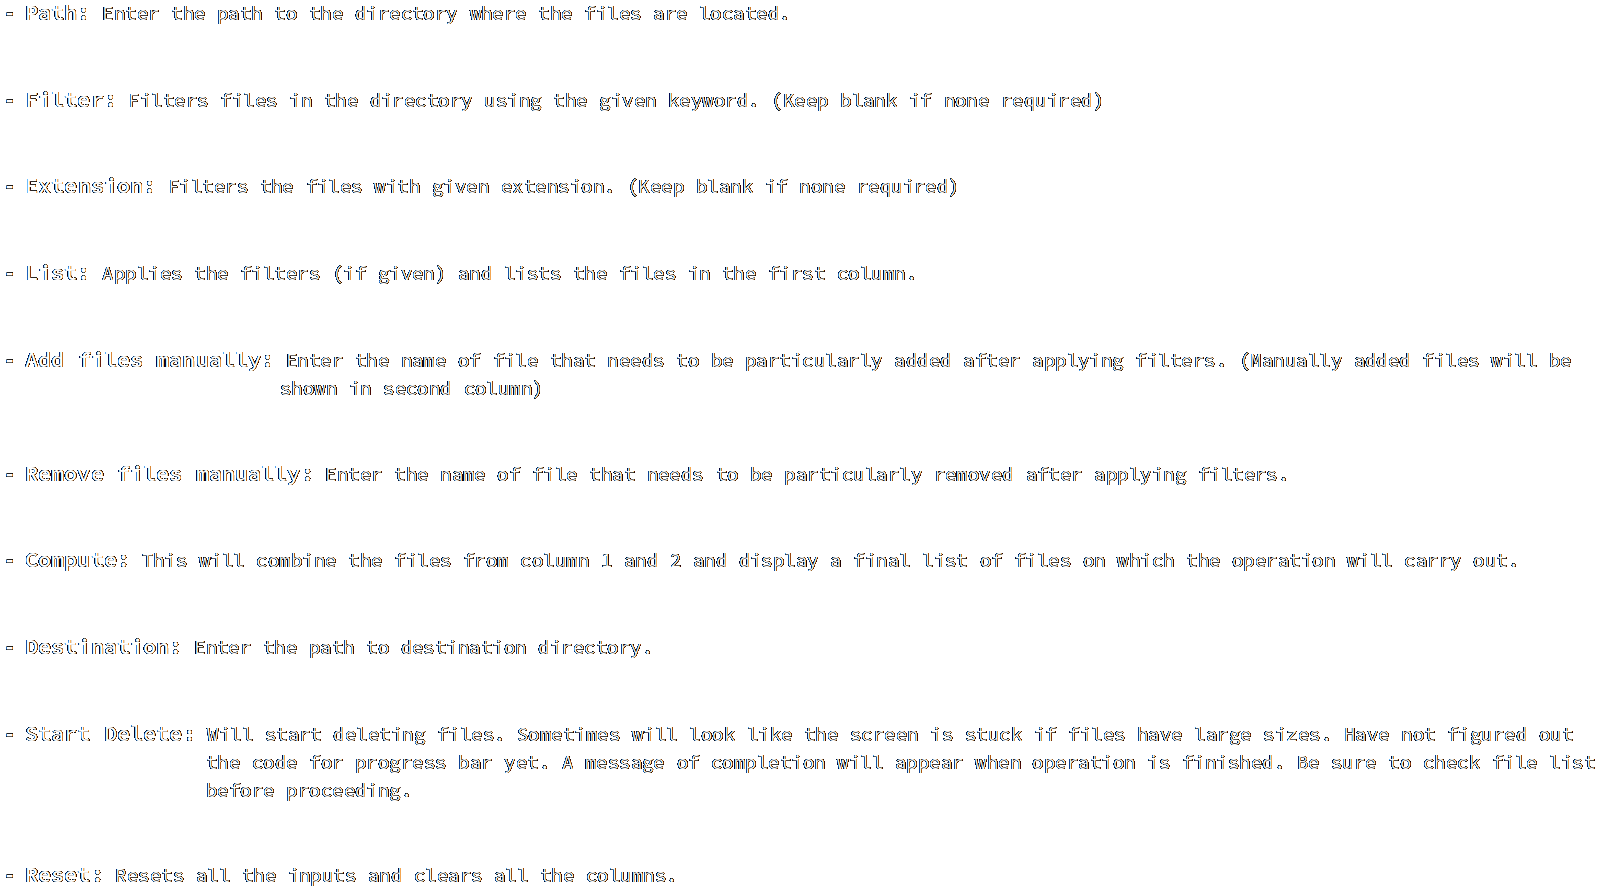 - Path: Enter the path to the directory where the files are located.
- Filter: Filters files in the directory using the given keyword. (Keep blank if none required)
- Extension: Filters the files with given extension. (Keep blank if none required)
- List: Applies the filters (if given) and lists the files in the first column.
- Add files manually: Enter the name of file that needs to be particularly added after applying filters. (Manually added files will be
shown in second column)
- Remove files manually: Enter the name of file that needs to be particularly removed after applying filters.
- Compute: This will combine the files from column 1 and 2 and display a final list of files on which the operation will carry out.
- Destination: Enter the path to destination directory.
- Start Delete: Will start deleting files. Sometimes will look like the screen is stuck if files have large sizes. Have not figured out
the code for progress bar yet. A message of completion will appear when operation is finished. Be sure to check file list
before proceeding.
- Reset: Resets all the inputs and clears all the columns.